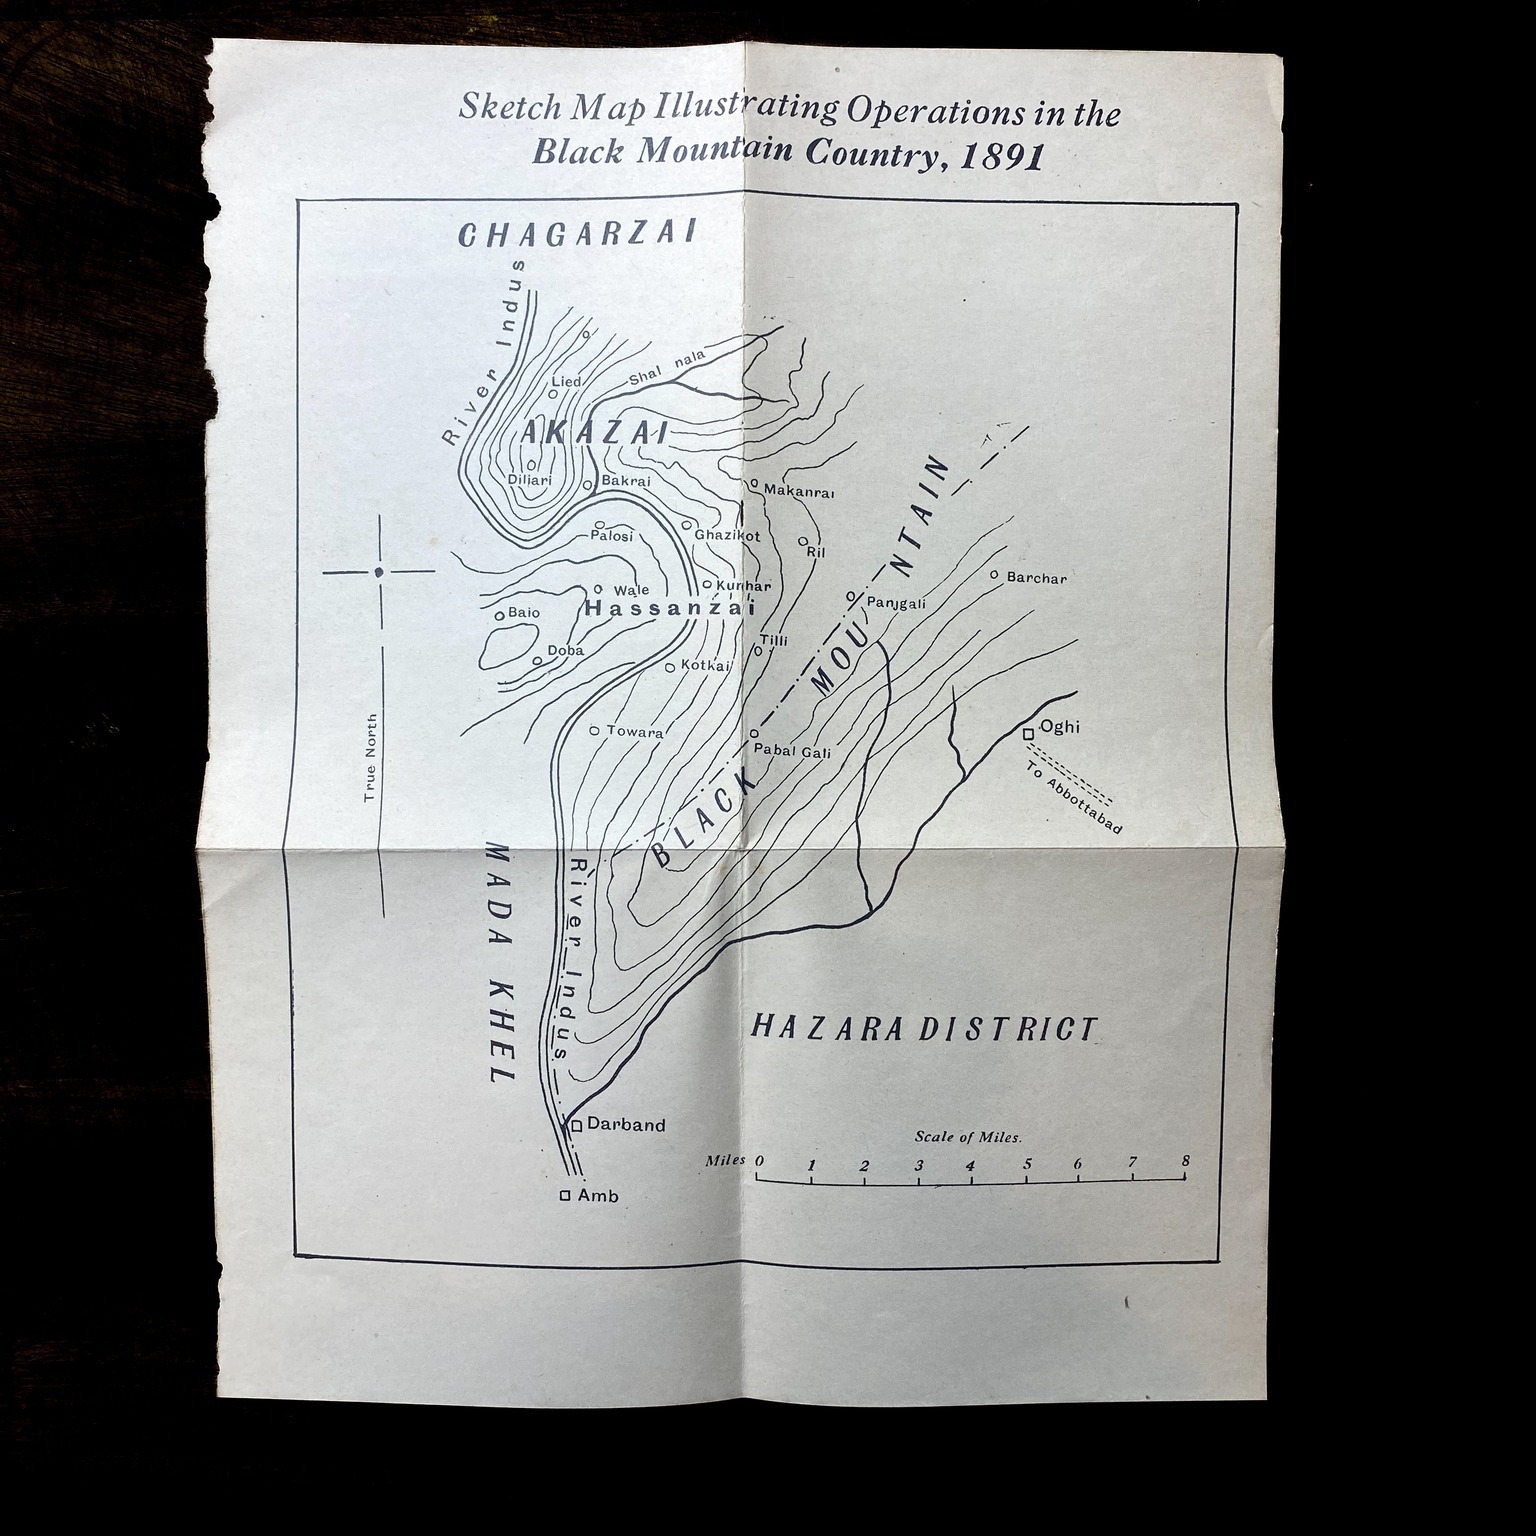 Sketch Map Illustrating Operations in the
Black Mountain Country, 1891
CHAGARZAI
River Indus
Shal nala
Lied
AKAZAI
Diliari
Bakrai
Makanrai
Palosi
Ghazikot
Ril
Kunhar
Barchar
Wale
Panjgali
Hassanzai
Baio
Tilli
Doba
Kotkai
Towara
Pabal Gali
BLACK MOUNTAIN
Oghi
To Abbottabad
True North
MADA KHEL
River Indus
HAZARA DISTRICT
Darband
Scale of Miles.
Miles 0 1 2 3 4 5 6 7 8
Amb